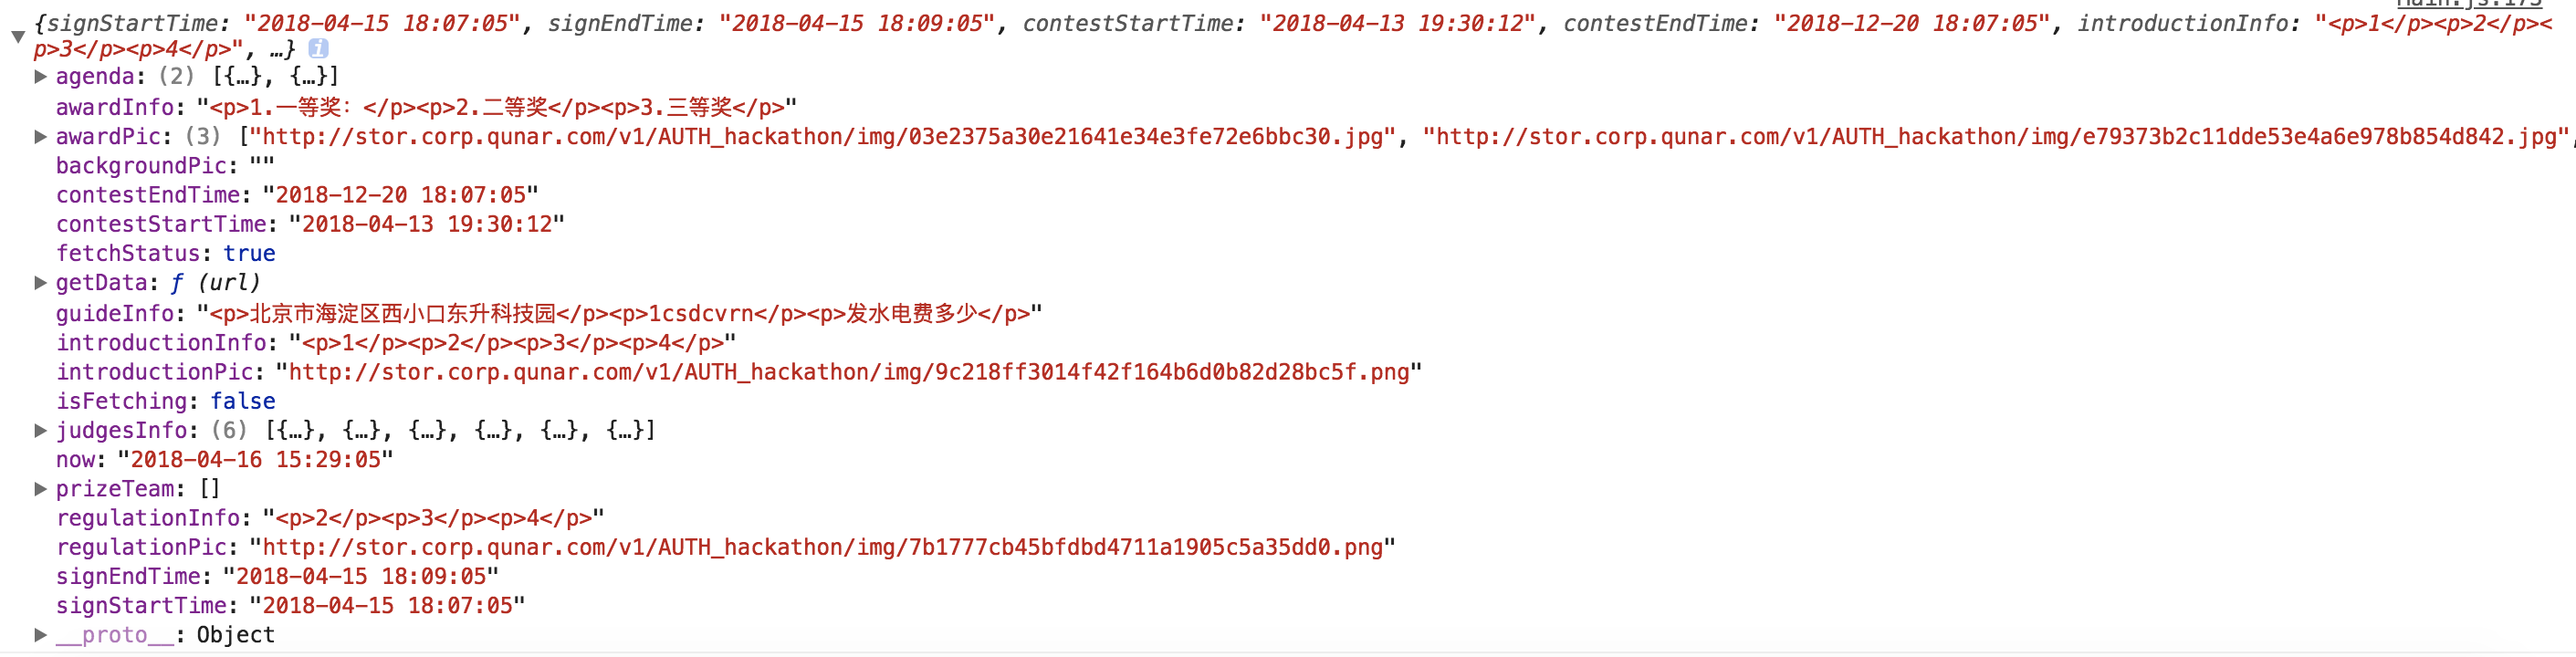 Main.js:173
{signStartTime: "2018-04-15 18:07:05", signEndTime: "2018-04-15 18:09:05", contestStartTime: "2018-04-13 19:30:12", contestEndTime: "2018-12-20 18:07:05", introductionInfo: "<p>1</p><p>2</p><
p>3</p><p>4</p>", …} i
agenda: (2) [{…}, {…}]
awardInfo: "<p>1.一等奖：</p><p>2.二等奖</p><p>3.三等奖</p>"
awardPic: (3) ["http://stor.corp.qunar.com/v1/AUTH_hackathon/img/03e2375a30e21641e34e3fe72e6bbc30.jpg", "http://stor.corp.qunar.com/v1/AUTH_hackathon/img/e79373b2c11dde53e4a6e978b854d842.jpg",
backgroundPic: ""
contestEndTime: "2018-12-20 18:07:05"
contestStartTime: "2018-04-13 19:30:12"
fetchStatus: true
getData: ƒ (url)
guideInfo: "<p>北京市海淀区西小口东升科技园</p><p>1csdcvrn</p><p>发水电费多少</p>"
introductionInfo: "<p>1</p><p>2</p><p>3</p><p>4</p>"
introductionPic: "http://stor.corp.qunar.com/v1/AUTH_hackathon/img/9c218ff3014f42f164b6d0b82d28bc5f.png"
isFetching: false
judgesInfo: (6) [{…}, {…}, {…}, {…}, {…}, {…}]
now: "2018-04-16 15:29:05"
prizeTeam: []
regulationInfo: "<p>2</p><p>3</p><p>4</p>"
regulationPic: "http://stor.corp.qunar.com/v1/AUTH_hackathon/img/7b1777cb45bfdbd4711a1905c5a35dd0.png"
signEndTime: "2018-04-15 18:09:05"
signStartTime: "2018-04-15 18:07:05"
__proto__: Object